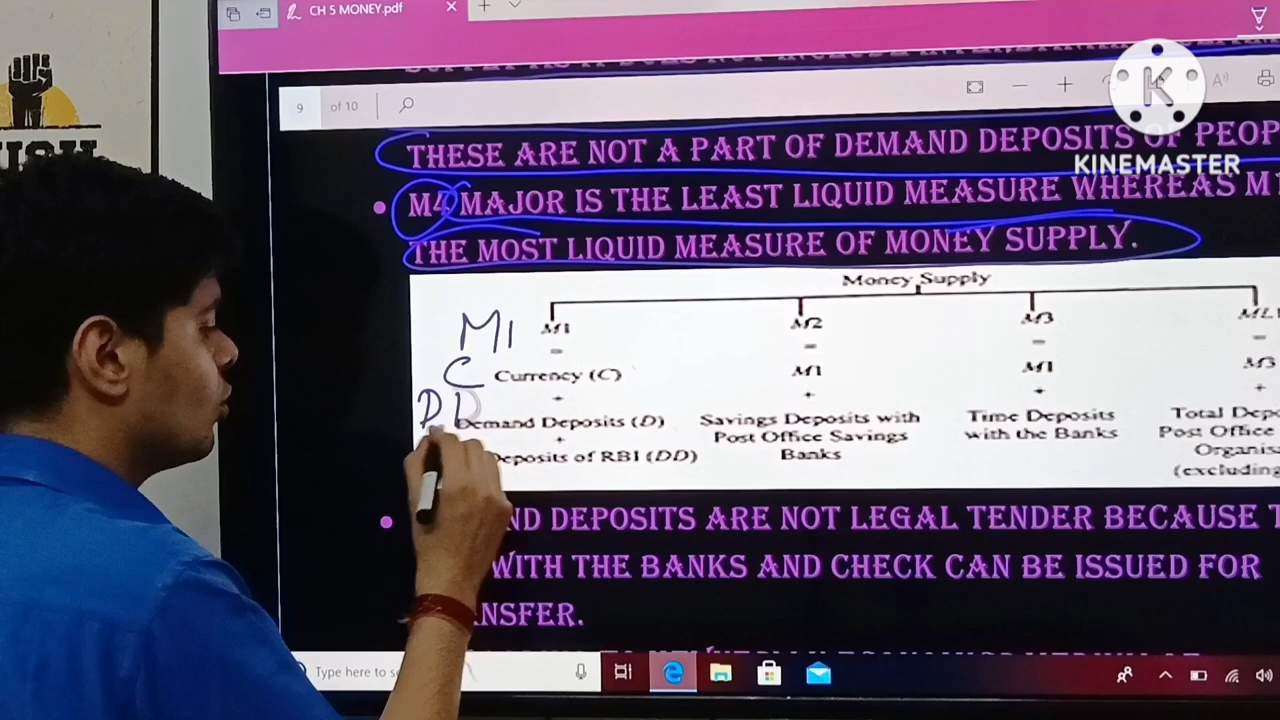 CH 5 MONEY.pdf
9 of 10
KINEMASTER
THESE ARE NOT A PART OF DEMAND DEPOSITS OF PEOP
• M4 MAJOR IS THE LEAST LIQUID MEASURE WHEREAS M1
THE MOST LIQUID MEASURE OF MONEY SUPPLY.
Money Supply
M1 M1 M2 M3
= = = =
C Currency (C) M1 M1 M3
+ + + +
DD Demand Deposits (D) Savings Deposits with Time Deposits Total Depo
Post Office Savings with the Banks Post Office
+ Banks Organis
eposits of RBI (DD) (excluding
ND DEPOSITS ARE NOT LEGAL TENDER BECAUSE T
WITH THE BANKS AND CHECK CAN BE ISSUED FOR
NSFER.
Type here to se